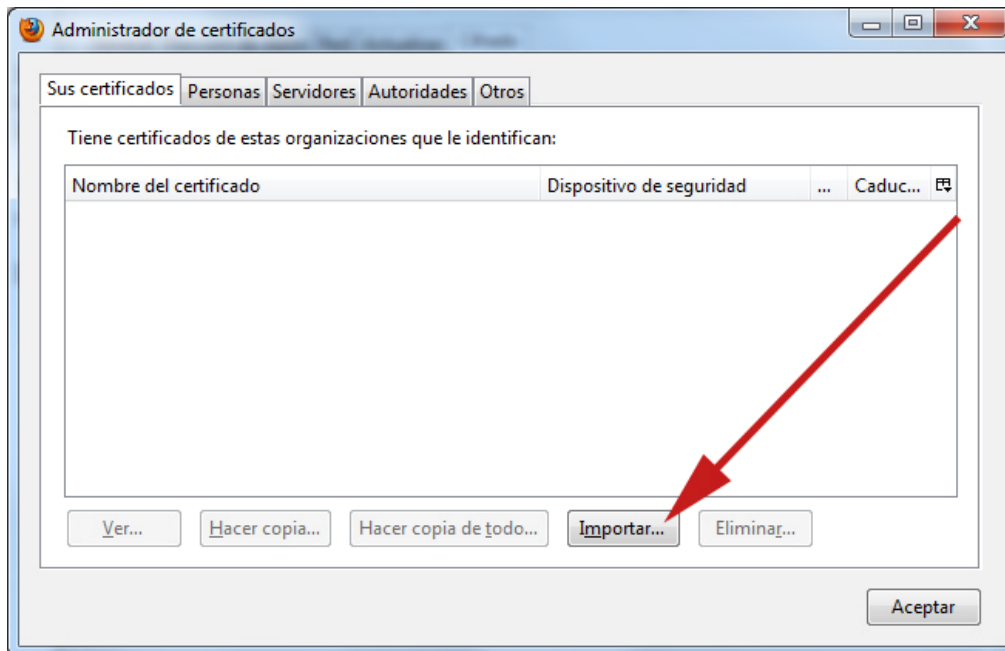 Administrador de certificados
Sus certificados Personas Servidores Autoridades Otros
Tiene certificados de estas organizaciones que le identifican:
Nombre del certificado Dispositivo de seguridad ... Caduc...
Ver... Hacer copia... Hacer copia de todo... Importar... Eliminar...
Aceptar